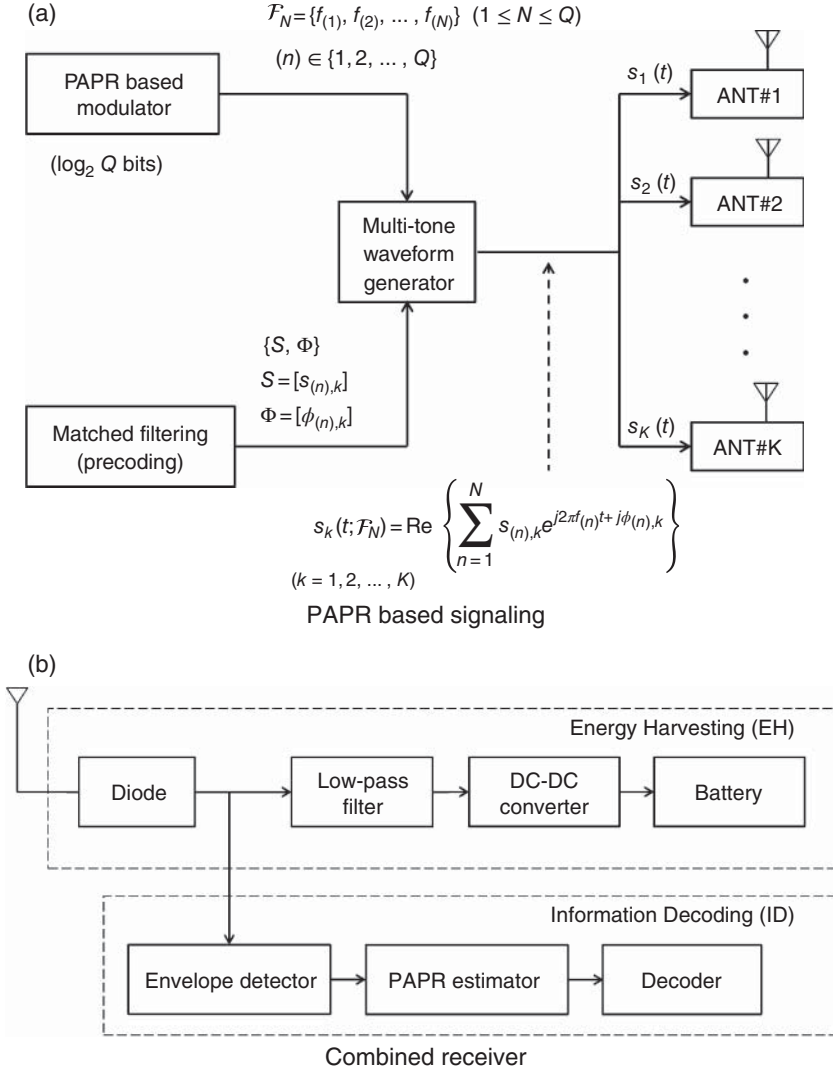 (a)
ℱ_N = {f_(1), f_(2), ... , f_(N)} (1 ≤ N ≤ Q)
(n) ∈ {1, 2, ... , Q}
PAPR based
modulator
(log₂ Q bits)
s₁ (t)
ANT#1
s₂ (t)
ANT#2
Multi-tone
waveform
generator
{S, Φ}
S = [s_(n),k]
Φ = [ϕ_(n),k]
Matched filtering
(precoding)
s_K (t)
ANT#K
s_k(t; ℱ_N) = Re { ∑_{n=1}^{N} s_(n),k e^{j2πf_(n)t + jϕ_(n),k} }
(k = 1, 2, ... , K)
PAPR based signaling
(b)
Energy Harvesting (EH)
Diode
Low-pass
filter
DC-DC
converter
Battery
Information Decoding (ID)
Envelope detector
PAPR estimator
Decoder
Combined receiver